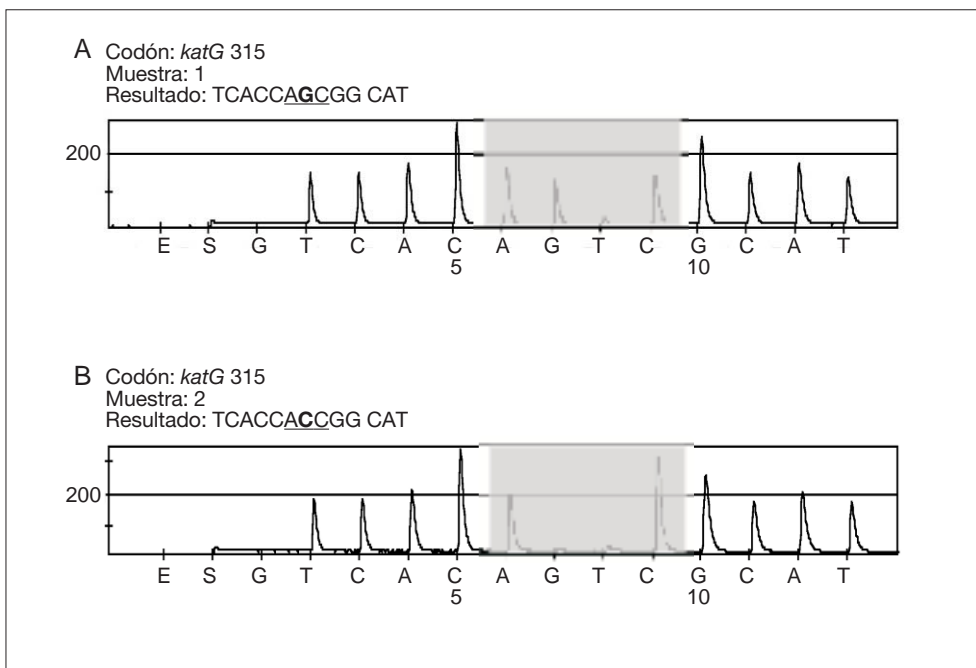 A Codón: katG 315
Muestra: 1
Resultado: TCACCAGCGG CAT
200
E S G T C A C A G T C G C A T
5 10
B Codón: katG 315
Muestra: 2
Resultado: TCACCACCGG CAT
200
E S G T C A C A G T C G C A T
5 10